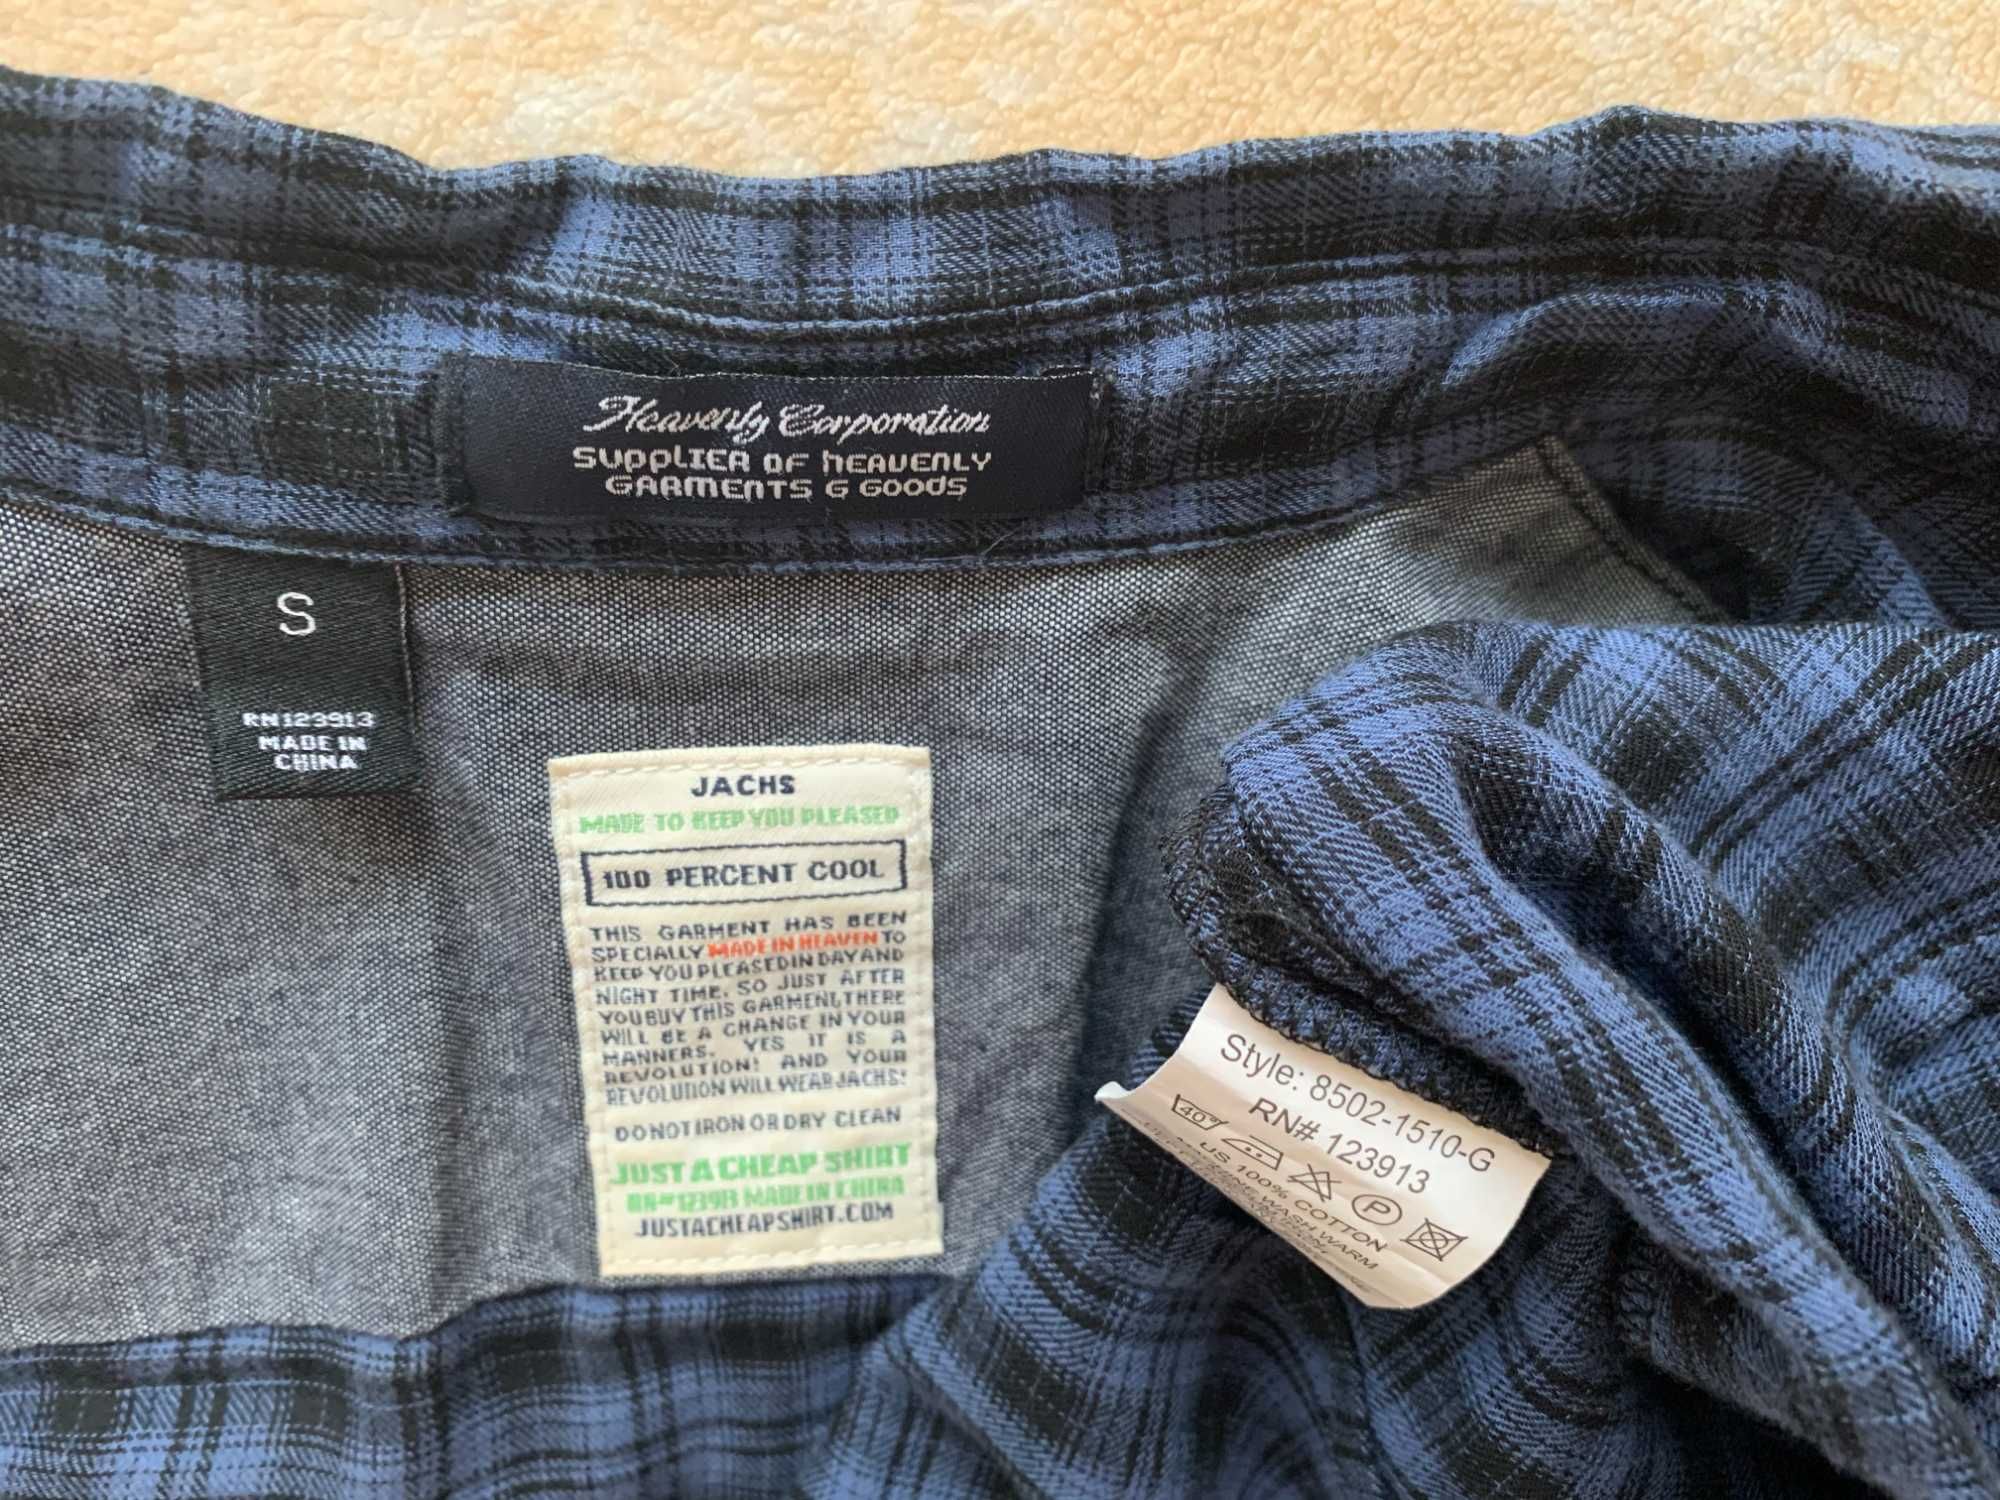 Heavenly Corporation
SUPPLIER OF HEAVENLY
GARMENTS & GOODS
S
RN123913
MADE IN
CHINA
JACHS
MADE TO KEEP YOU PLEASED
100 PERCENT COOL
THIS GARMENT HAS BEEN
SPECIALLY MADE IN HEAVEN TO
KEEP YOU PLEASED IN DAY AND
NIGHT TIME. SO JUST AFTER
YOU BUY THIS GARMENT, THERE
WILL BE A CHANGE IN YOUR
MANNERS. YES IT IS A
REVOLUTION! AND YOUR
REVOLUTION WILL WEAR JACHS!
DO NOT IRON OR DRY CLEAN
JUST A CHEAP SHIRT
RN#123913 MADE IN CHINA
JUSTACHEAPSHIRT.COM
Style: 8502-1510-G
RN# 123913
40°
P
US 100% COTTON
WASH WARM